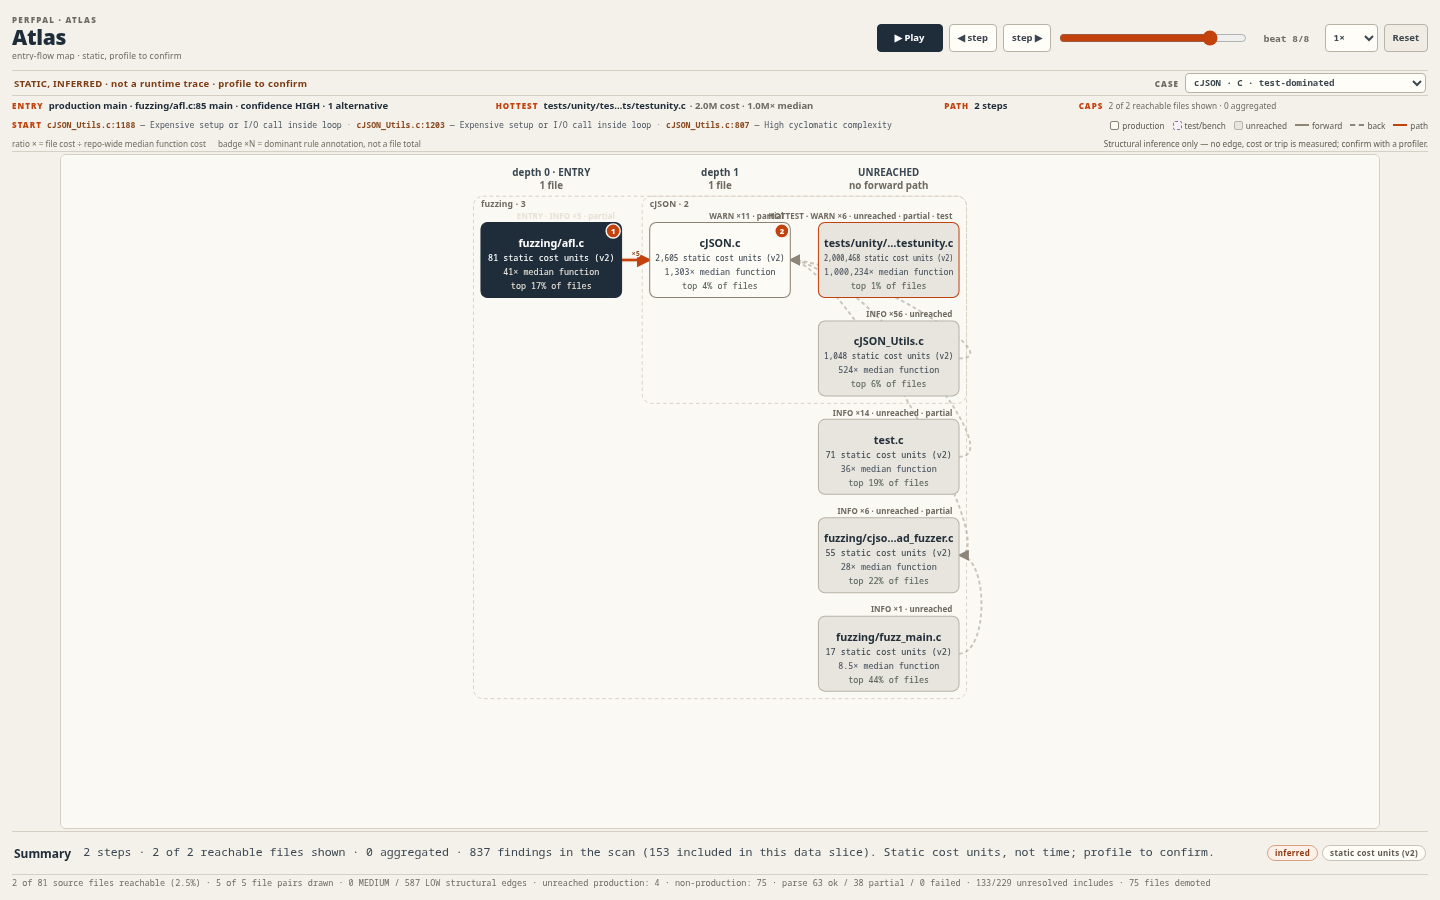 PERFPAL · ATLAS
Atlas
entry-flow map · static, profile to confirm
▶ Play
◀ step
step ▶
beat 8/8
1×
Reset
STATIC, INFERRED · not a runtime trace · profile to confirm
CASE
cJSON · C · test-dominated
ENTRY production main · fuzzing/afl.c:85 main · confidence HIGH · 1 alternative
HOTTEST tests/unity/tes…ts/testunity.c · 2.0M cost · 1.0M× median
PATH 2 steps
CAPS 2 of 2 reachable files shown · 0 aggregated
START cJSON_Utils.c:1188 — Expensive setup or I/O call inside loop · cJSON_Utils.c:1203 — Expensive setup or I/O call inside loop · cJSON_Utils.c:807 — High cyclomatic complexity
production test/bench unreached forward back path
ratio × = file cost ÷ repo-wide median function cost badge ×N = dominant rule annotation, not a file total
Structural inference only — no edge, cost or trip is measured; confirm with a profiler.
depth 0 · ENTRY
1 file
depth 1
1 file
UNREACHED
no forward path
fuzzing · 3
cJSON · 2
ENTRY · INFO ×5 · partial
1
fuzzing/afl.c
81 static cost units (v2)
41× median function
top 17% of files
×5
WARN ×11 · partial
2
cJSON.c
2,605 static cost units (v2)
1,303× median function
top 4% of files
HOTTEST · WARN ×6 · unreached · partial · test
tests/unity/…testunity.c
2,000,468 static cost units (v2)
1,000,234× median function
top 1% of files
INFO ×56 · unreached
cJSON_Utils.c
1,048 static cost units (v2)
524× median function
top 6% of files
INFO ×14 · unreached · partial
test.c
71 static cost units (v2)
36× median function
top 19% of files
INFO ×6 · unreached · partial
fuzzing/cjso…ad_fuzzer.c
55 static cost units (v2)
28× median function
top 22% of files
INFO ×1 · unreached
fuzzing/fuzz_main.c
17 static cost units (v2)
8.5× median function
top 44% of files
Summary 2 steps · 2 of 2 reachable files shown · 0 aggregated · 837 findings in the scan (153 included in this data slice). Static cost units, not time; profile to confirm.
inferred
static cost units (v2)
2 of 81 source files reachable (2.5%) · 5 of 5 file pairs drawn · 0 MEDIUM / 587 LOW structural edges · unreached production: 4 · non-production: 75 · parse 63 ok / 38 partial / 0 failed · 133/229 unresolved includes · 75 files demoted